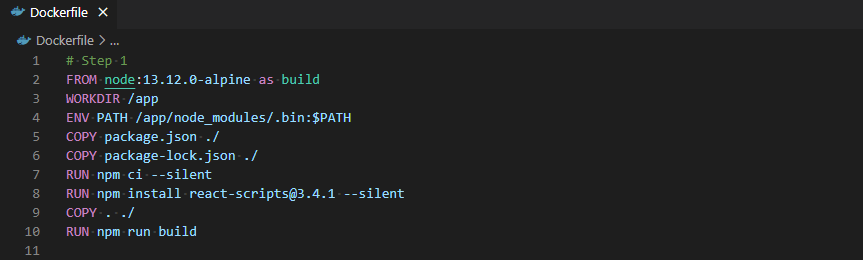 Dockerfile ×
Dockerfile > ...
1 # Step 1
2 FROM node:13.12.0-alpine as build
3 WORKDIR /app
4 ENV PATH /app/node_modules/.bin:$PATH
5 COPY package.json ./
6 COPY package-lock.json ./
7 RUN npm ci --silent
8 RUN npm install react-scripts@3.4.1 --silent
9 COPY . ./
10 RUN npm run build
11